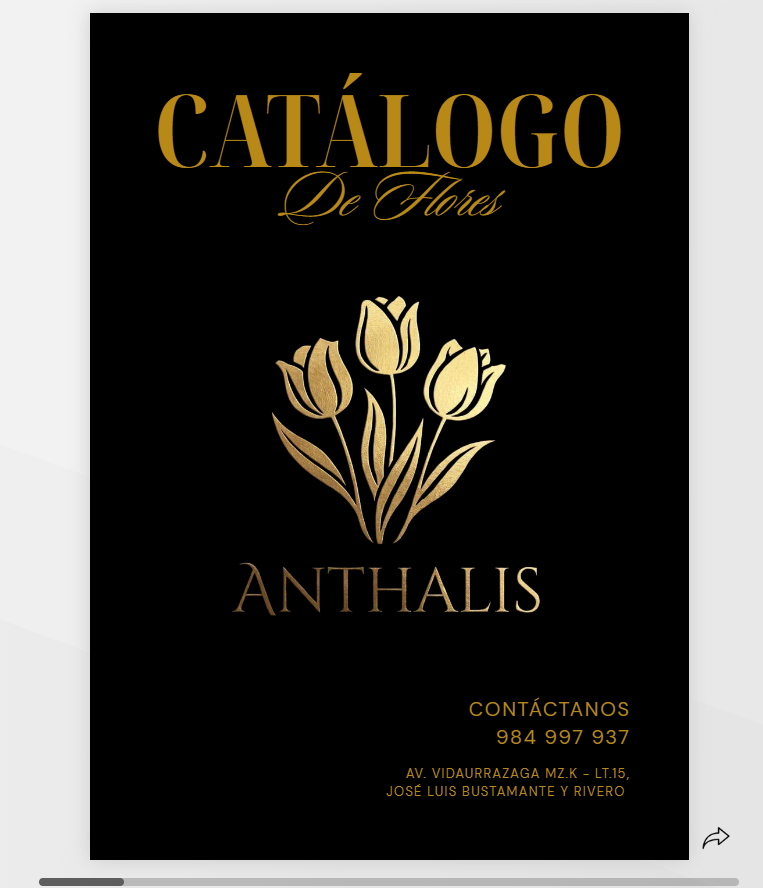 CATÁLOGO
De Flores
ANTHALIS
CONTÁCTANOS
984 997 937
AV. VIDAURRAZAGA MZ.K - LT.15,
JOSÉ LUIS BUSTAMANTE Y RIVERO